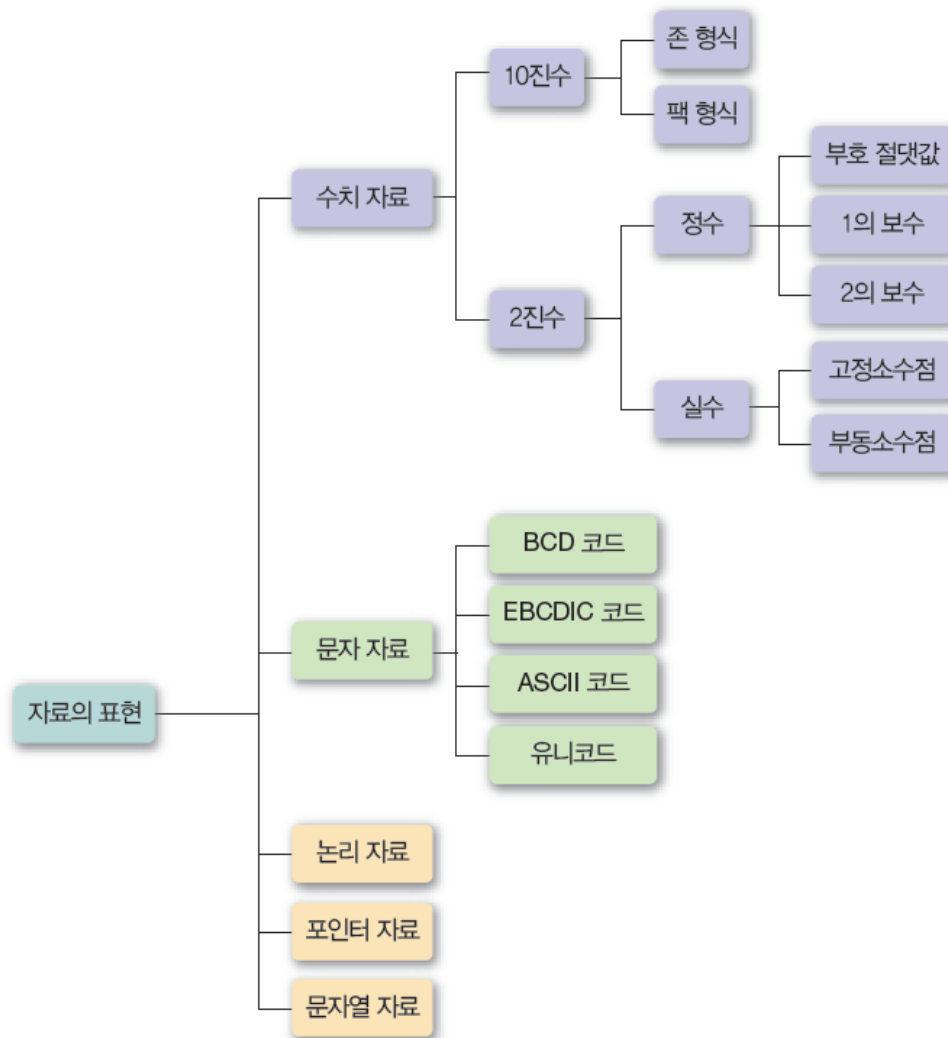 자료의 표현
수치 자료
10진수
존 형식
팩 형식
2진수
정수
부호 절댓값
1의 보수
2의 보수
실수
고정소수점
부동소수점
문자 자료
BCD 코드
EBCDIC 코드
ASCII 코드
유니코드
논리 자료
포인터 자료
문자열 자료